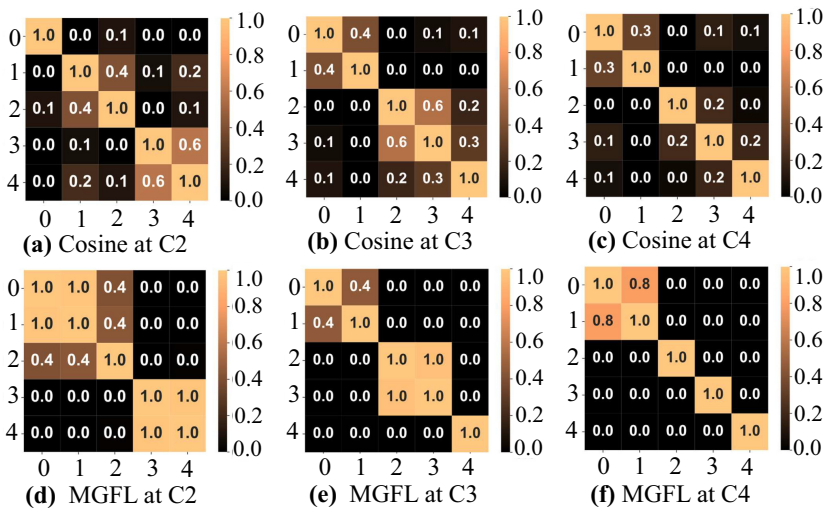 0 1.0 0.0 0.1 0.0 0.0
1 0.0 1.0 0.4 0.1 0.2
2 0.1 0.4 1.0 0.0 0.1
3 0.0 0.1 0.0 1.0 0.6
4 0.0 0.2 0.1 0.6 1.0
0 1 2 3 4
1.0
0.8
0.6
0.4
0.2
0.0
(a) Cosine at C2
0 1.0 0.4 0.0 0.1 0.1
1 0.4 1.0 0.0 0.0 0.0
2 0.0 0.0 1.0 0.6 0.2
3 0.1 0.0 0.6 1.0 0.3
4 0.1 0.0 0.2 0.3 1.0
0 1 2 3 4
1.0
0.8
0.6
0.4
0.2
0.0
(b) Cosine at C3
0 1.0 0.3 0.0 0.1 0.1
1 0.3 1.0 0.0 0.0 0.0
2 0.0 0.0 1.0 0.2 0.0
3 0.1 0.0 0.2 1.0 0.2
4 0.1 0.0 0.0 0.2 1.0
0 1 2 3 4
1.0
0.8
0.6
0.4
0.2
0.0
(c) Cosine at C4
0 1.0 1.0 0.4 0.0 0.0
1 1.0 1.0 0.4 0.0 0.0
2 0.4 0.4 1.0 0.0 0.0
3 0.0 0.0 0.0 1.0 1.0
4 0.0 0.0 0.0 1.0 1.0
0 1 2 3 4
1.0
0.8
0.6
0.4
0.2
0.0
(d) MGFL at C2
0 1.0 0.4 0.0 0.0 0.0
1 0.4 1.0 0.0 0.0 0.0
2 0.0 0.0 1.0 1.0 0.0
3 0.0 0.0 1.0 1.0 0.0
4 0.0 0.0 0.0 0.0 1.0
0 1 2 3 4
1.0
0.8
0.6
0.4
0.2
0.0
(e) MGFL at C3
0 1.0 0.8 0.0 0.0 0.0
1 0.8 1.0 0.0 0.0 0.0
2 0.0 0.0 1.0 0.0 0.0
3 0.0 0.0 0.0 1.0 0.0
4 0.0 0.0 0.0 0.0 1.0
0 1 2 3 4
1.0
0.8
0.6
0.4
0.2
0.0
(f) MGFL at C4